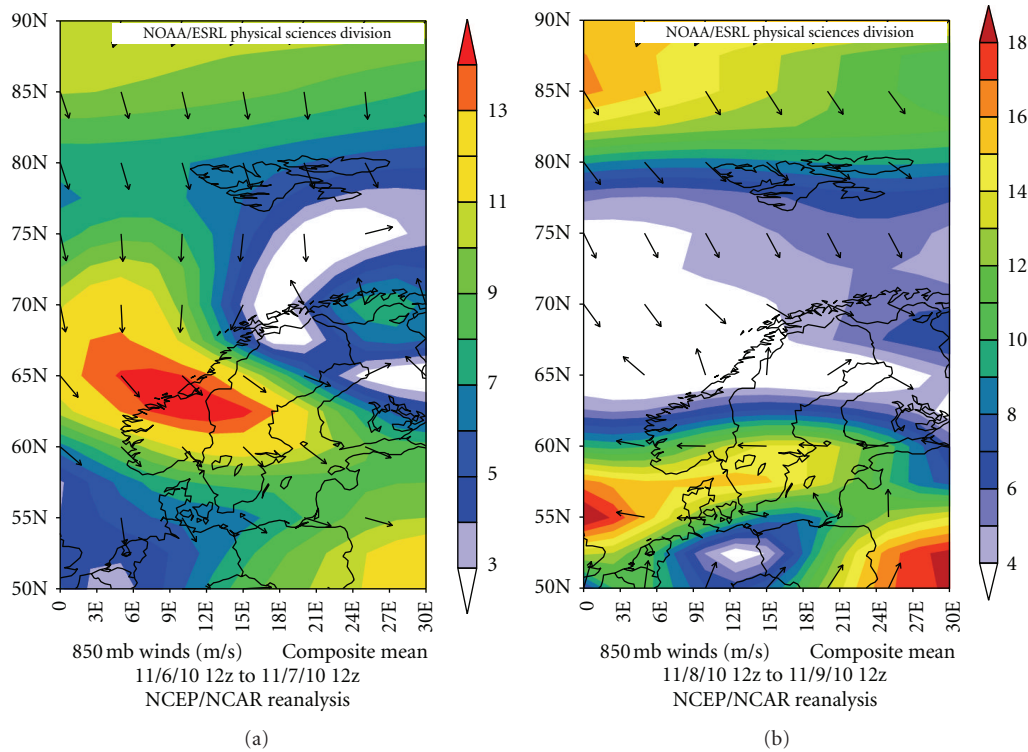 NOAA/ESRL physical sciences division
90N
85N
80N
75N
70N
65N
60N
55N
50N
0
3E
6E
9E
12E
15E
18E
21E
24E
27E
30E
13
11
9
7
5
3
850 mb winds (m/s) Composite mean
11/6/10 12z to 11/7/10 12z
NCEP/NCAR reanalysis
(a)
NOAA/ESRL physical sciences division
90N
85N
80N
75N
70N
65N
60N
55N
50N
0
3E
6E
9E
12E
15E
18E
21E
24E
27E
30E
18
16
14
12
10
8
6
4
850 mb winds (m/s) Composite mean
11/8/10 12z to 11/9/10 12z
NCEP/NCAR reanalysis
(b)